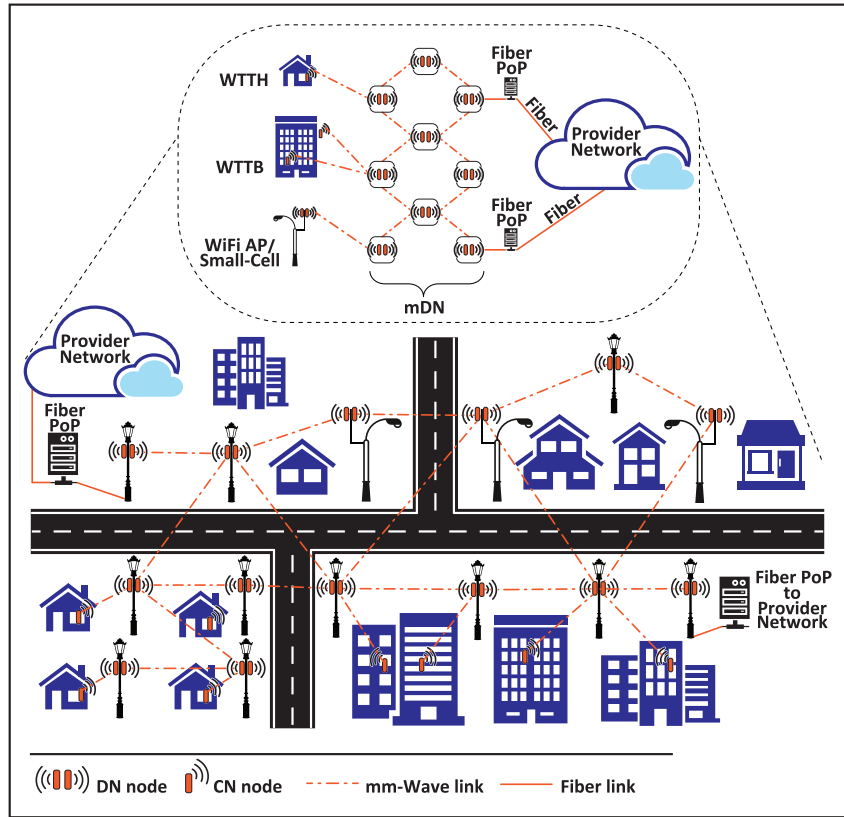 WTTH
Fiber
PoP
Fiber
Provider
Network
WTTB
WiFi AP/
Small-Cell
Fiber
PoP
Fiber
mDN
Provider
Network
Fiber
PoP
Fiber PoP
to
Provider
Network
DN node
CN node
mm-Wave link
Fiber link